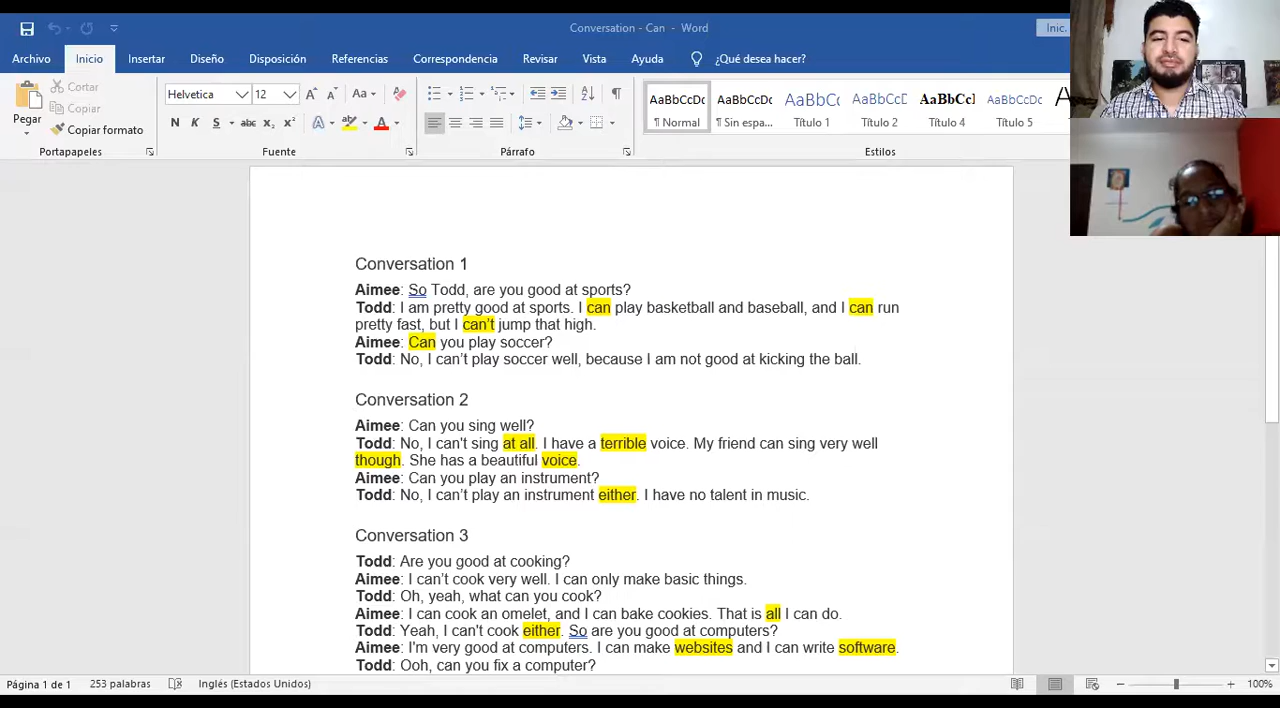 Conversation - Can - Word
Inic.
Archivo Inicio Insertar Diseño Disposición Referencias Correspondencia Revisar Vista Ayuda ¿Qué desea hacer?
Pegar
Cortar
Copiar
Copiar formato
Portapapeles
Helvetica 12 Aa
N K S abc x₂ x² A A
Fuente
Párrafo
AaBbCcDc AaBbCcDc AaBbC AaBbCcD AaBbCcI AaBbCcDc
¶ Normal ¶ Sin espa... Título 1 Título 2 Título 4 Título 5
Estilos
Conversation 1
Aimee: So Todd, are you good at sports?
Todd: I am pretty good at sports. I can play basketball and baseball, and I can run
pretty fast, but I can't jump that high.
Aimee: Can you play soccer?
Todd: No, I can't play soccer well, because I am not good at kicking the ball.
Conversation 2
Aimee: Can you sing well?
Todd: No, I can't sing at all. I have a terrible voice. My friend can sing very well
though. She has a beautiful voice.
Aimee: Can you play an instrument?
Todd: No, I can't play an instrument either. I have no talent in music.
Conversation 3
Todd: Are you good at cooking?
Aimee: I can't cook very well. I can only make basic things.
Todd: Oh, yeah, what can you cook?
Aimee: I can cook an omelet, and I can bake cookies. That is all I can do.
Todd: Yeah, I can't cook either. So are you good at computers?
Aimee: I'm very good at computers. I can make websites and I can write software.
Todd: Ooh, can you fix a computer?
Página 1 de 1 253 palabras Inglés (Estados Unidos) 100%